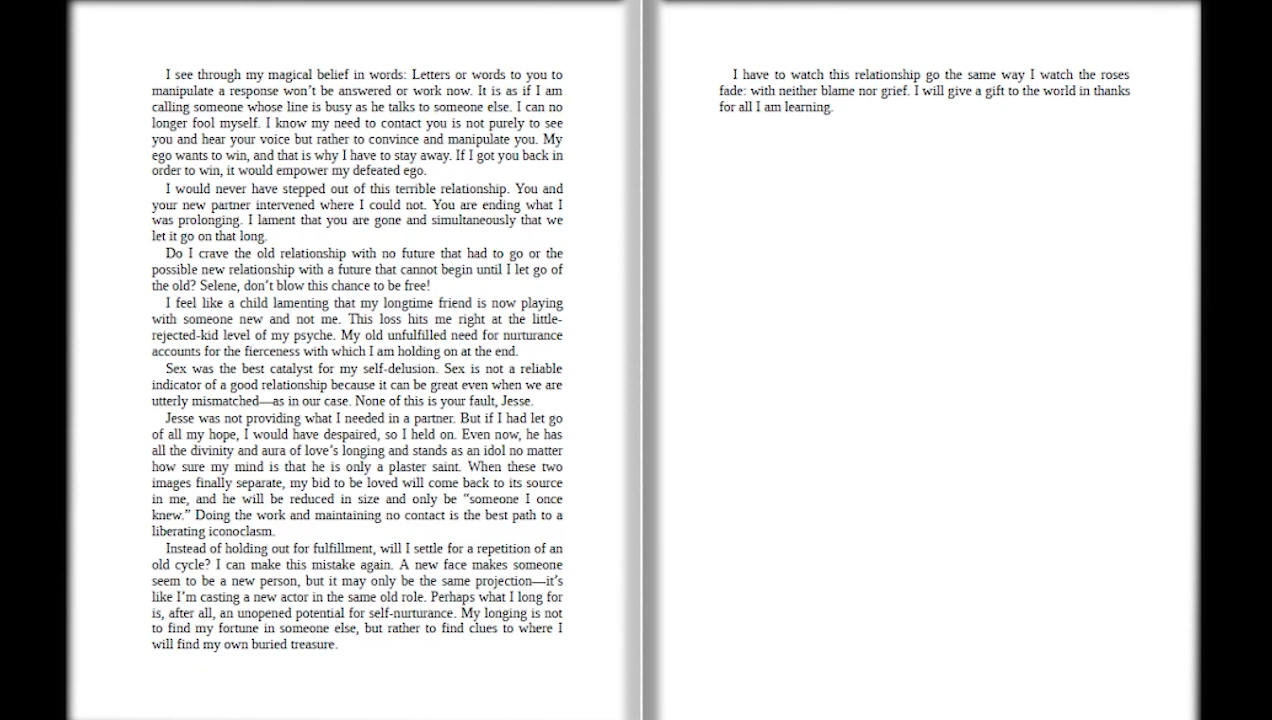 I see through my magical belief in words: Letters or words to you to
manipulate a response won’t be answered or work now. It is as if I am
calling someone whose line is busy as he talks to someone else. I can no
longer fool myself. I know my need to contact you is not purely to see
you and hear your voice but rather to convince and manipulate you. My
ego wants to win, and that is why I have to stay away. If I got you back in
order to win, it would empower my defeated ego.
I would never have stepped out of this terrible relationship. You and
your new partner intervened where I could not. You are ending what I
was prolonging. I lament that you are gone and simultaneously that we
let it go on that long.
Do I crave the old relationship with no future that had to go or the
possible new relationship with a future that cannot begin until I let go of
the old? Selene, don’t blow this chance to be free!
I feel like a child lamenting that my longtime friend is now playing
with someone new and not me. This loss hits me right at the little-
rejected-kid level of my psyche. My old unfulfilled need for nurturance
accounts for the fierceness with which I am holding on at the end.
Sex was the best catalyst for my self-delusion. Sex is not a reliable
indicator of a good relationship because it can be great even when we are
utterly mismatched—as in our case. None of this is your fault, Jesse.
Jesse was not providing what I needed in a partner. But if I had let go
of all my hope, I would have despaired, so I held on. Even now, he has
all the divinity and aura of love’s longing and stands as an idol no matter
how sure my mind is that he is only a plaster saint. When these two
images finally separate, my bid to be loved will come back to its source
in me, and he will be reduced in size and only be “someone I once
knew.” Doing the work and maintaining no contact is the best path to a
liberating iconoclasm.
Instead of holding out for fulfillment, will I settle for a repetition of an
old cycle? I can make this mistake again. A new face makes someone
seem to be a new person, but it may only be the same projection—it’s
like I’m casting a new actor in the same old role. Perhaps what I long for
is, after all, an unopened potential for self-nurturance. My longing is not
to find my fortune in someone else, but rather to find clues to where I
will find my own buried treasure.
I have to watch this relationship go the same way I watch the roses
fade: with neither blame nor grief. I will give a gift to the world in thanks
for all I am learning.